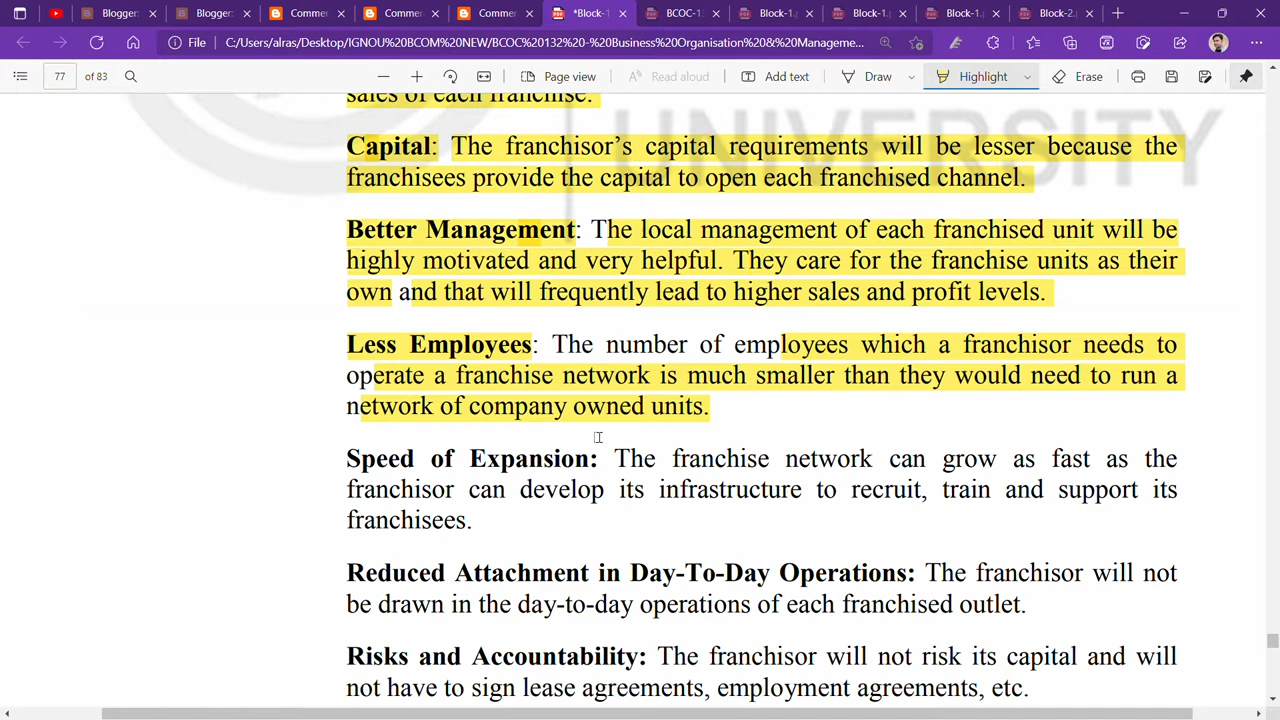 Blogger:
Blogger:
Commer
Commer
Commer
*Block-1
BCOC-1
Block-1.
Block-1.
Block-1.
Block-2.
File
C:/Users/alras/Desktop/IGNOU%20BCOM%20NEW/BCOC%20132%20-%20Business%20Organisation%20&%20Manageme...
77 of 83
Page view
Read aloud
Add text
Draw
Highlight
Erase
sales of each franchise.
UNIVERSITY
Capital: The franchisor’s capital requirements will be lesser because the
franchisees provide the capital to open each franchised channel.
Better Management: The local management of each franchised unit will be
highly motivated and very helpful. They care for the franchise units as their
own and that will frequently lead to higher sales and profit levels.
Less Employees: The number of employees which a franchisor needs to
operate a franchise network is much smaller than they would need to run a
network of company owned units.
Speed of Expansion: The franchise network can grow as fast as the
franchisor can develop its infrastructure to recruit, train and support its
franchisees.
Reduced Attachment in Day-To-Day Operations: The franchisor will not
be drawn in the day-to-day operations of each franchised outlet.
Risks and Accountability: The franchisor will not risk its capital and will
not have to sign lease agreements, employment agreements, etc.